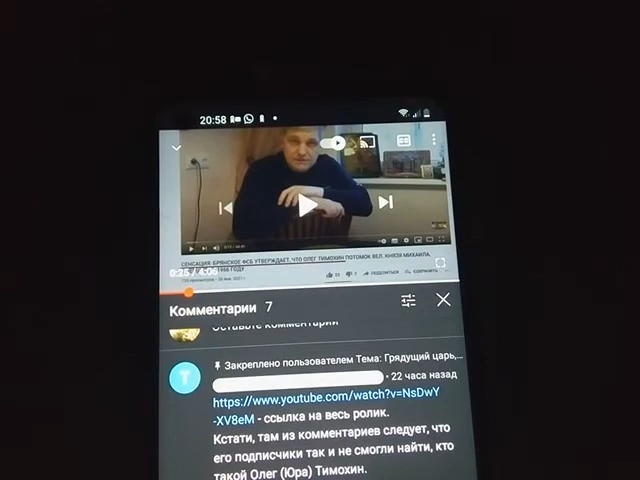 20:58
СЕНСАЦИЯ: БРЯНСКОЕ ФСБ УТВЕРЖДАЕТ, ЧТО ОЛЕГ ТИМОХИН ПОТОМОК ВЕЛ. КНЯЗЯ МИХАИЛА,
ГОДУ
ПОДЕЛИТЬСЯ
СОХРАНИТЬ
0:25 / 4:06
Комментарии 7
Оставьте комментарий
Закреплено пользователем Тема: Грядущий царь,...
T
• 22 часа назад
https://www.youtube.com/watch?v=NsDwY
-XV8eM - ссылка на весь ролик.
Кстати, там из комментариев следует, что
его подписчики так и не смогли найти, кто
такой Олег (Юра) Тимохин.